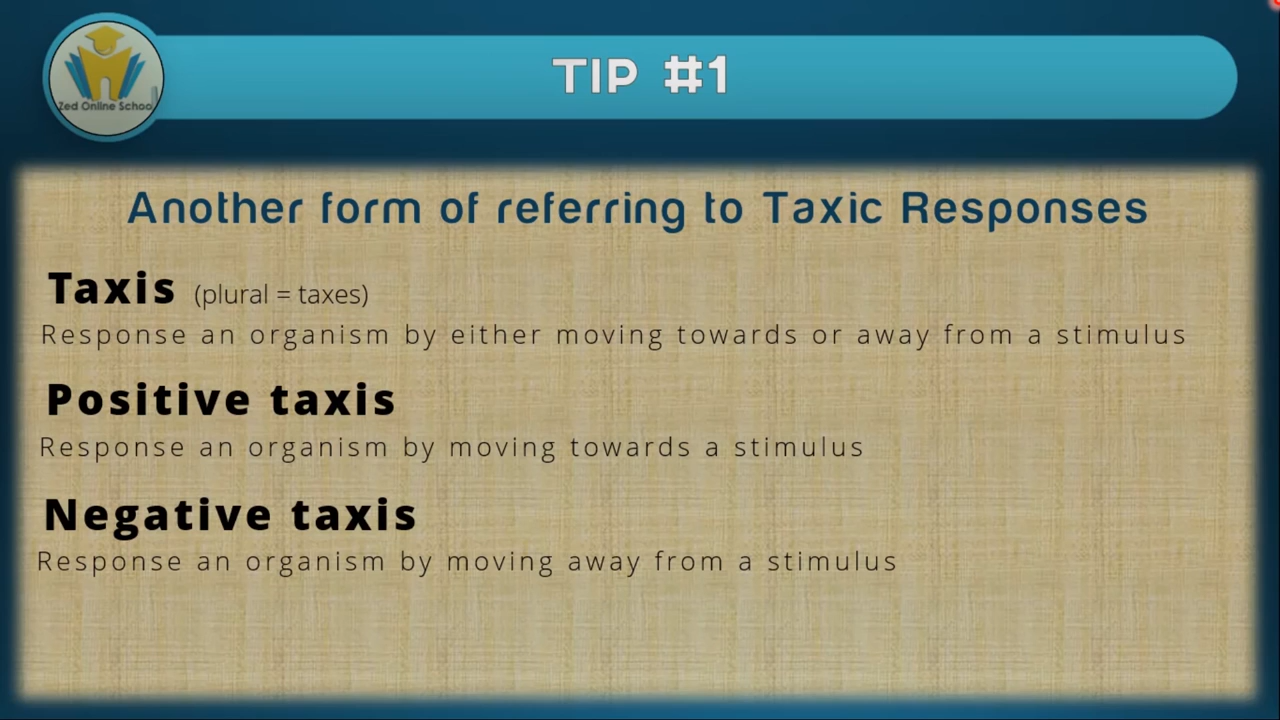 TIP #1
Zed Online School
Another form of referring to Taxic Responses
Taxis (plural = taxes)
Response an organism by either moving towards or away from a stimulus
Positive taxis
Response an organism by moving towards a stimulus
Negative taxis
Response an organism by moving away from a stimulus